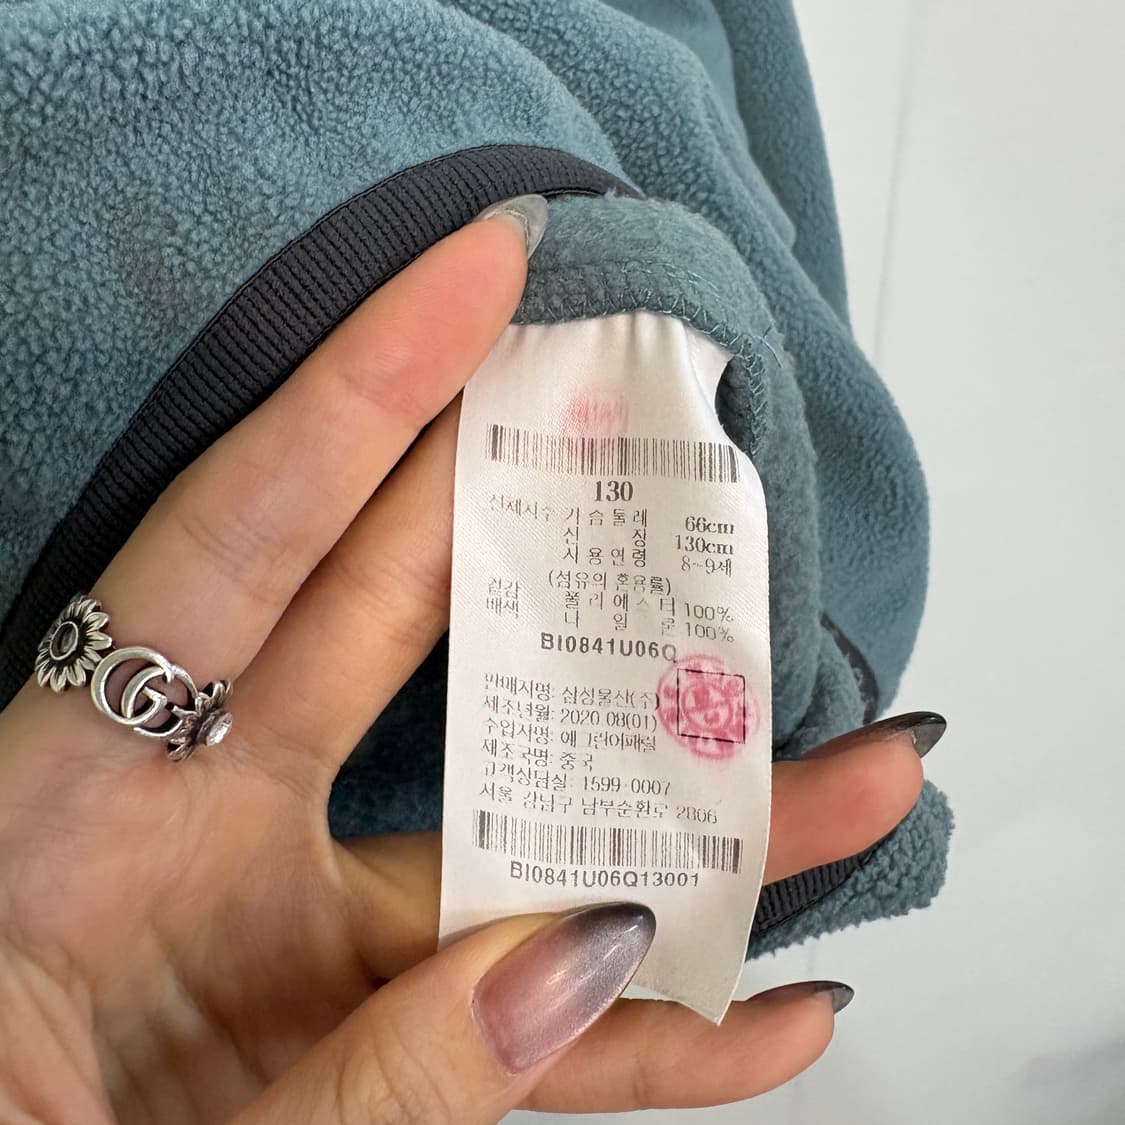 130
신체치수 가슴둘레 66cm
신장 130cm
사용연령 8~9세
(섬유의 혼용률)
겉감 폴리에스터 100%
배색 나일론 100%
BI0841U06Q
판매자명: 삼성물산(주)
제조년월: 2020.08(01)
수입자명: 예그린어패럴
제조국명: 중국
고객상담실: 1599-0007
서울 강남구 남부순환로 2806
BI0841U06Q13001